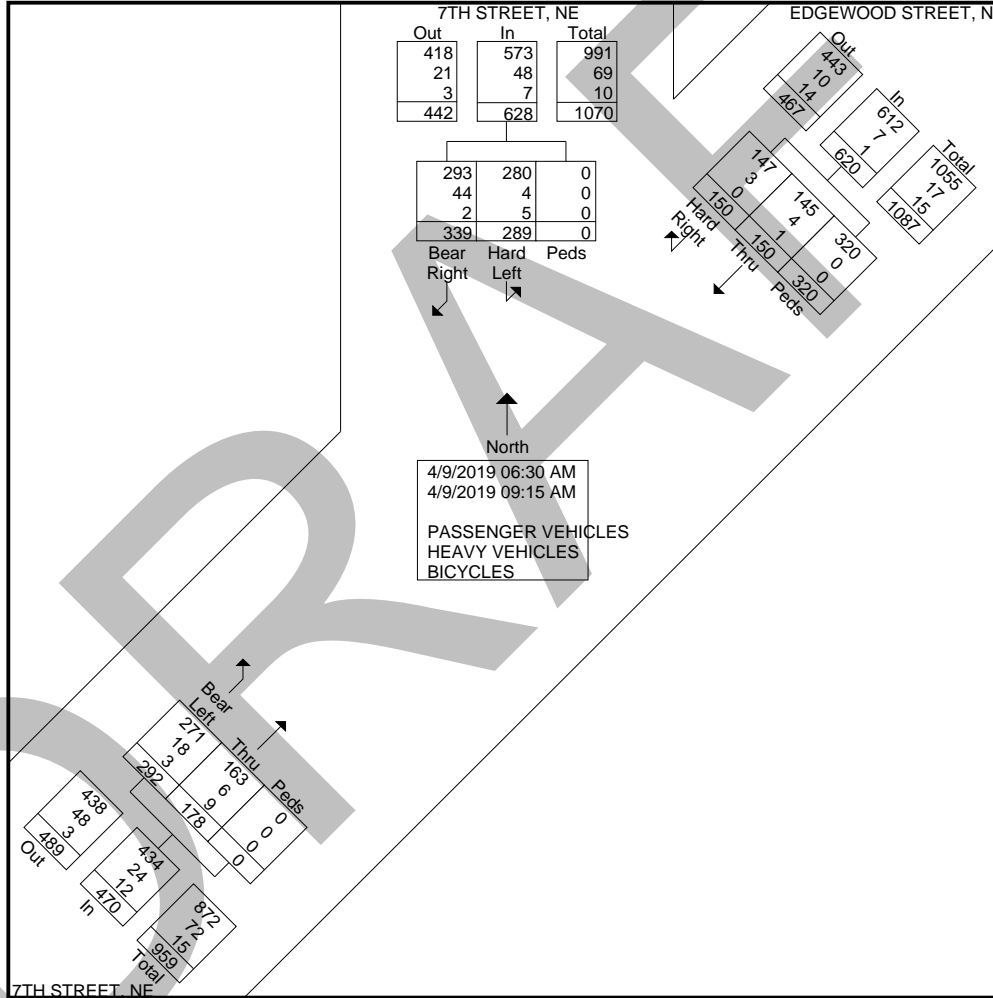 7TH STREET, NE
Out In Total
418 573 991
21 48 69
3 7 10
442 628 1070
293 280 0
44 4 0
2 5 0
339 289 0
Bear Hard Peds
Right Left
EDGEWOOD STREET, N
Out
443
10
14
467
In
612
7
1
620
Total
1055
17
15
1087
147 145 320
3 4 0
0 1 0
150 150 320
Hard Thru Peds
Right
North
4/9/2019 06:30 AM
4/9/2019 09:15 AM
PASSENGER VEHICLES
HEAVY VEHICLES
BICYCLES
Bear Thru Peds
Left
271 163 0
18 6 0
3 9 0
292 178 0
438
48
3
489
Out
434
24
12
470
In
872
72
15
959
Total
7TH STREET, NE
DRAF